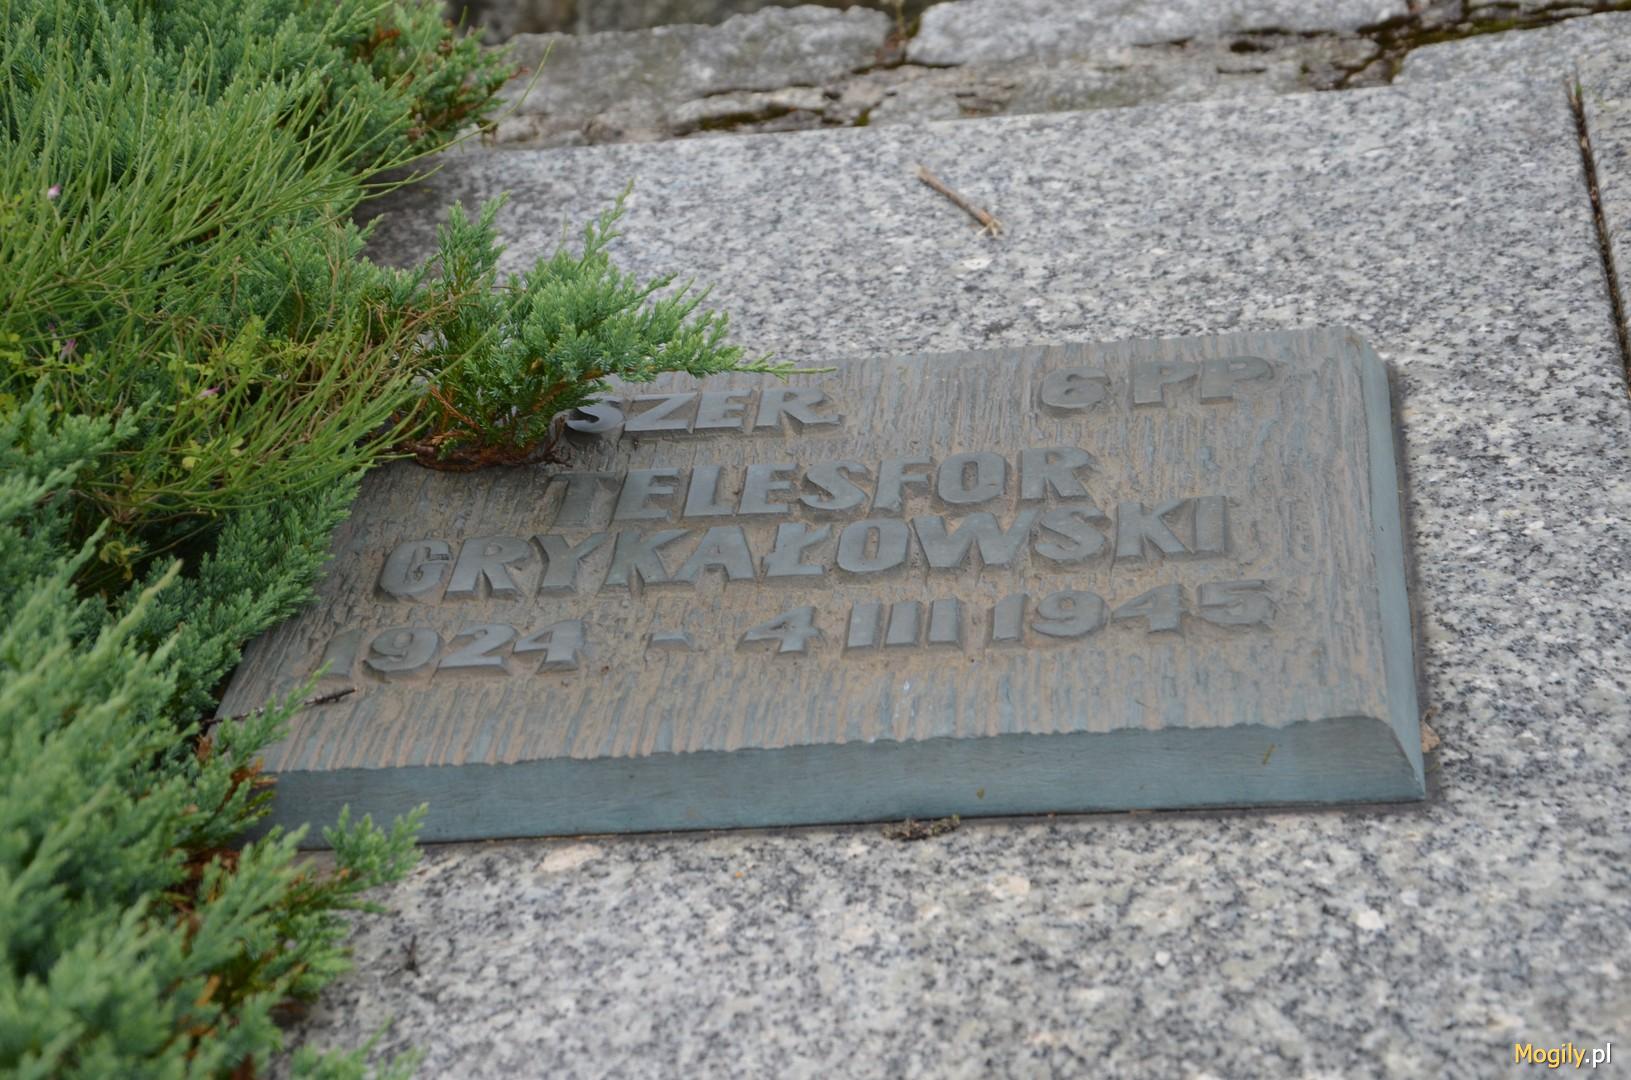 SZER. 6 PP
TELESFOR
GRYKAŁOWSKI
1924 - 4 III 1945
Mogily.pl